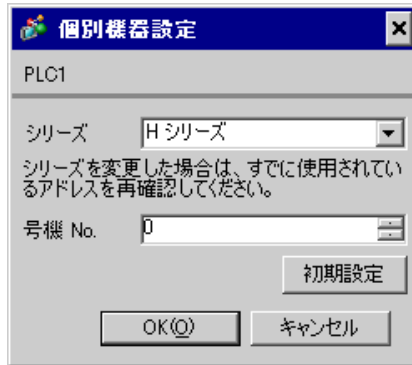 個別機器設定
PLC1
シリーズ H シリーズ
シリーズを変更した場合は、すでに使用されてい
るアドレスを再確認してください。
号機 No. 0
初期設定
OK(O) キャンセル